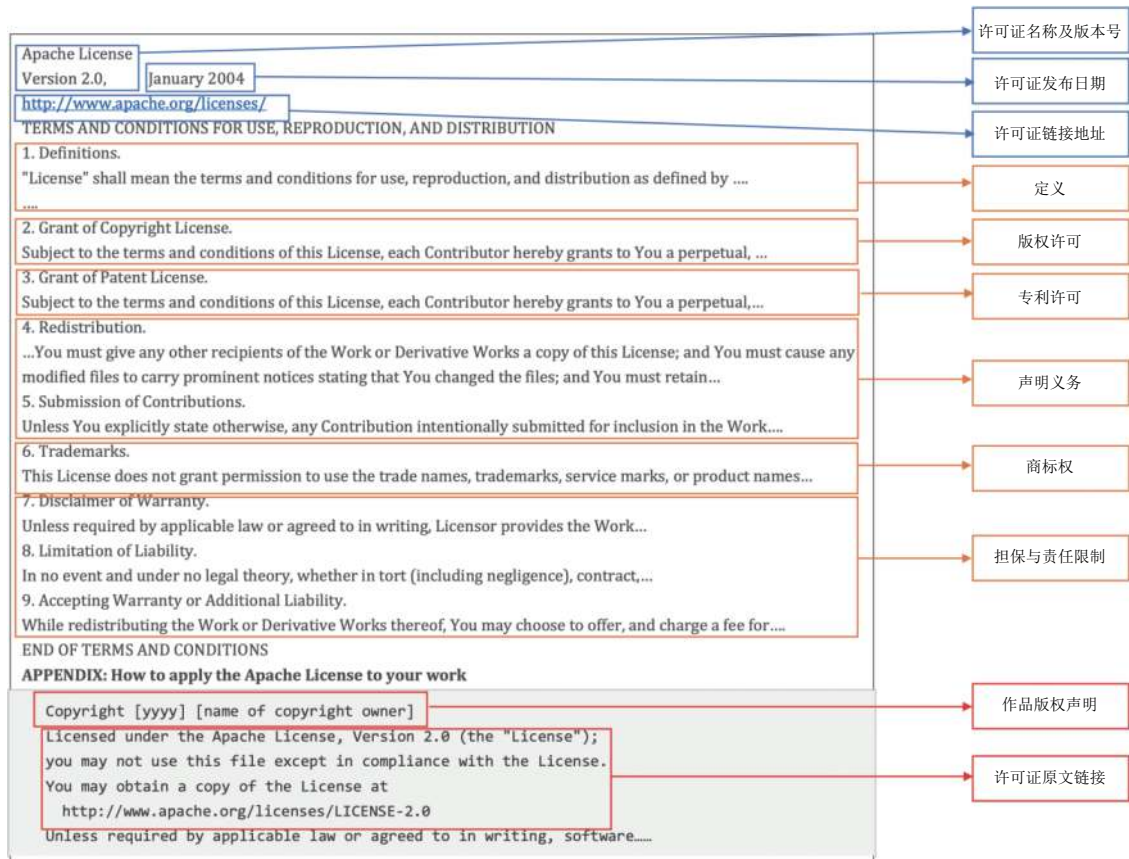 许可证名称及版本号
Apache License
Version 2.0, January 2004
许可证发布日期
http://www.apache.org/licenses/
许可证链接地址
TERMS AND CONDITIONS FOR USE, REPRODUCTION, AND DISTRIBUTION
1. Definitions.
"License" shall mean the terms and conditions for use, reproduction, and distribution as defined by ....
....
定义
2. Grant of Copyright License.
Subject to the terms and conditions of this License, each Contributor hereby grants to You a perpetual, ...
版权许可
3. Grant of Patent License.
Subject to the terms and conditions of this License, each Contributor hereby grants to You a perpetual,...
专利许可
4. Redistribution.
...You must give any other recipients of the Work or Derivative Works a copy of this License; and You must cause any
modified files to carry prominent notices stating that You changed the files; and You must retain...
5. Submission of Contributions.
Unless You explicitly state otherwise, any Contribution intentionally submitted for inclusion in the Work....
声明义务
6. Trademarks.
This License does not grant permission to use the trade names, trademarks, service marks, or product names...
商标权
7. Disclaimer of Warranty.
Unless required by applicable law or agreed to in writing, Licensor provides the Work...
8. Limitation of Liability.
In no event and under no legal theory, whether in tort (including negligence), contract,...
9. Accepting Warranty or Additional Liability.
While redistributing the Work or Derivative Works thereof, You may choose to offer, and charge a fee for....
担保与责任限制
END OF TERMS AND CONDITIONS
APPENDIX: How to apply the Apache License to your work
Copyright [yyyy] [name of copyright owner]
作品版权声明
Licensed under the Apache License, Version 2.0 (the "License");
you may not use this file except in compliance with the License.
You may obtain a copy of the License at
http://www.apache.org/licenses/LICENSE-2.0
许可证原文链接
Unless required by applicable law or agreed to in writing, software……